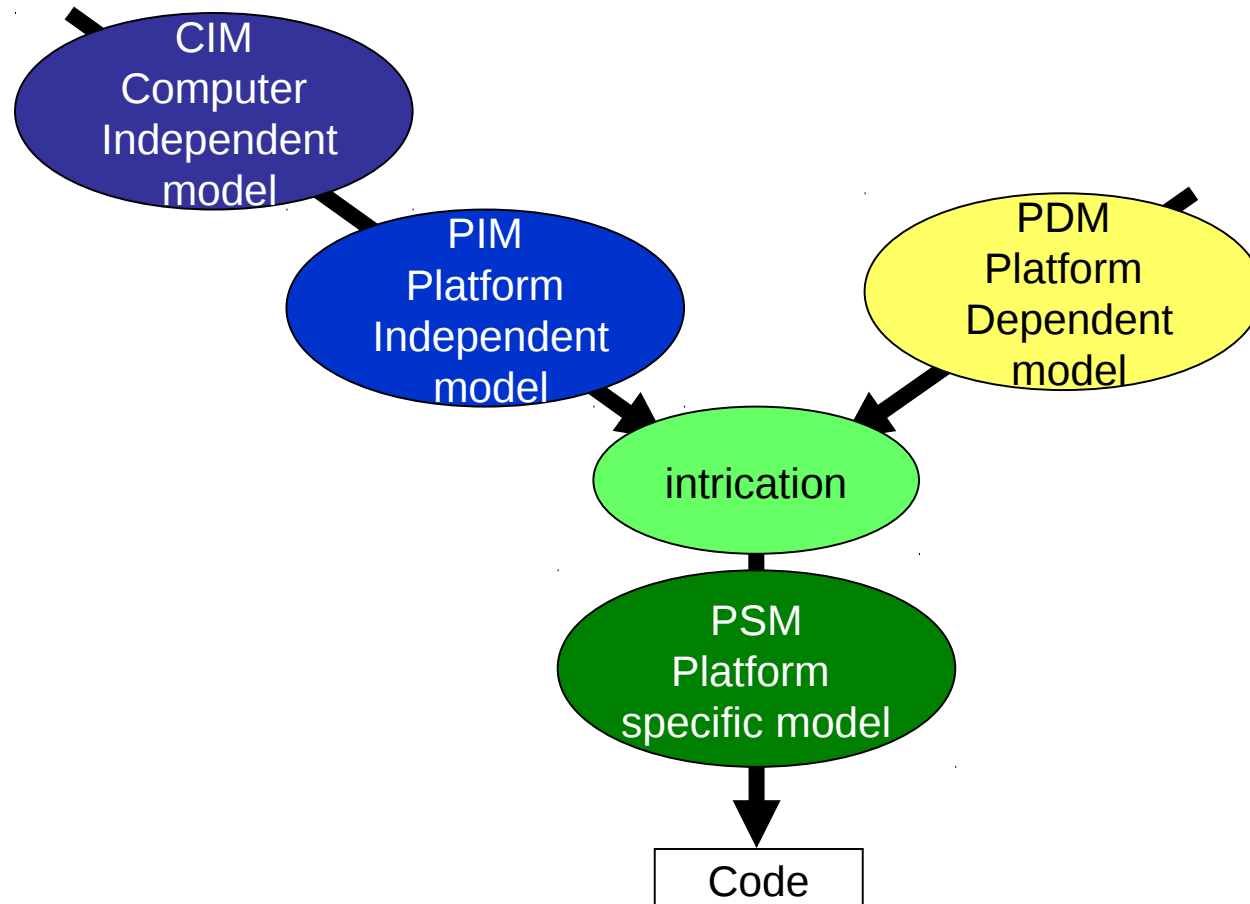 CIM
Computer
Independent
model
PIM
Platform
Independent
model
PDM
Platform
Dependent
model
intrication
PSM
Platform
specific model
Code